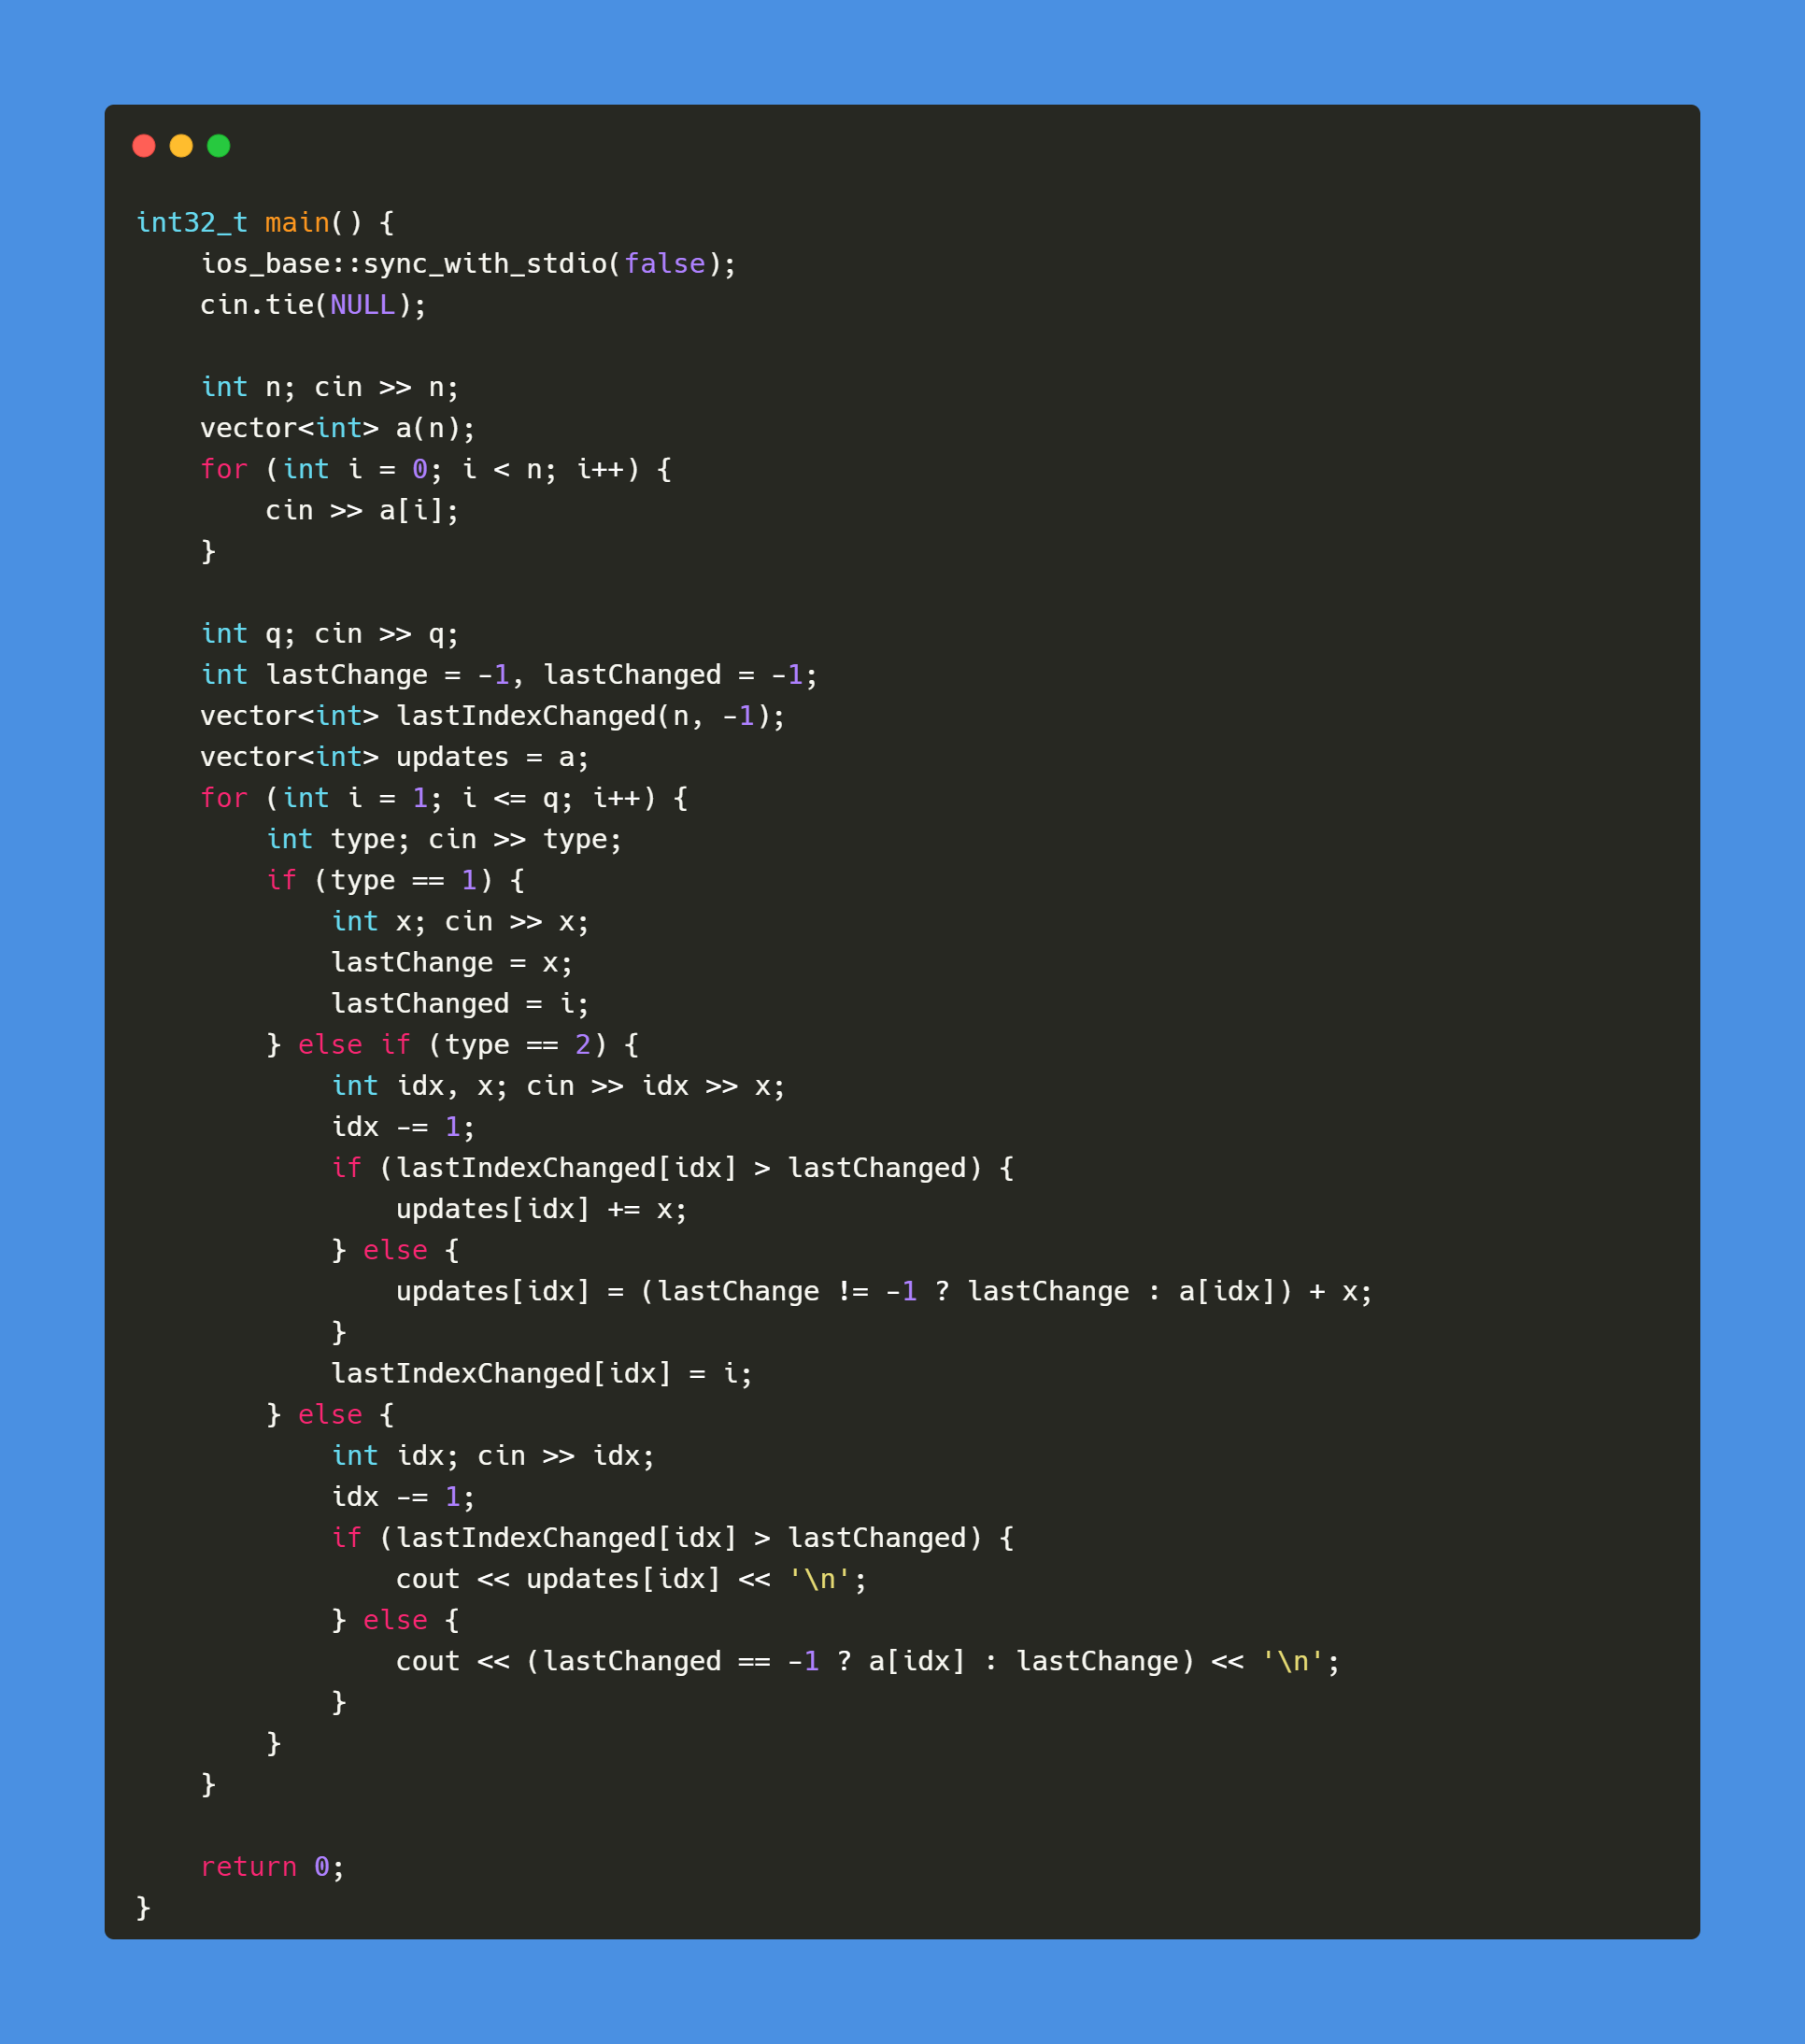 int32_t main() {
    ios_base::sync_with_stdio(false);
    cin.tie(NULL);

    int n; cin >> n;
    vector<int> a(n);
    for (int i = 0; i < n; i++) {
        cin >> a[i];
    }

    int q; cin >> q;
    int lastChange = -1, lastChanged = -1;
    vector<int> lastIndexChanged(n, -1);
    vector<int> updates = a;
    for (int i = 1; i <= q; i++) {
        int type; cin >> type;
        if (type == 1) {
            int x; cin >> x;
            lastChange = x;
            lastChanged = i;
        } else if (type == 2) {
            int idx, x; cin >> idx >> x;
            idx -= 1;
            if (lastIndexChanged[idx] > lastChanged) {
                updates[idx] += x;
            } else {
                updates[idx] = (lastChange != -1 ? lastChange : a[idx]) + x;
            }
            lastIndexChanged[idx] = i;
        } else {
            int idx; cin >> idx;
            idx -= 1;
            if (lastIndexChanged[idx] > lastChanged) {
                cout << updates[idx] << '\n';
            } else {
                cout << (lastChanged == -1 ? a[idx] : lastChange) << '\n';
            }
        }
    }

    return 0;
}